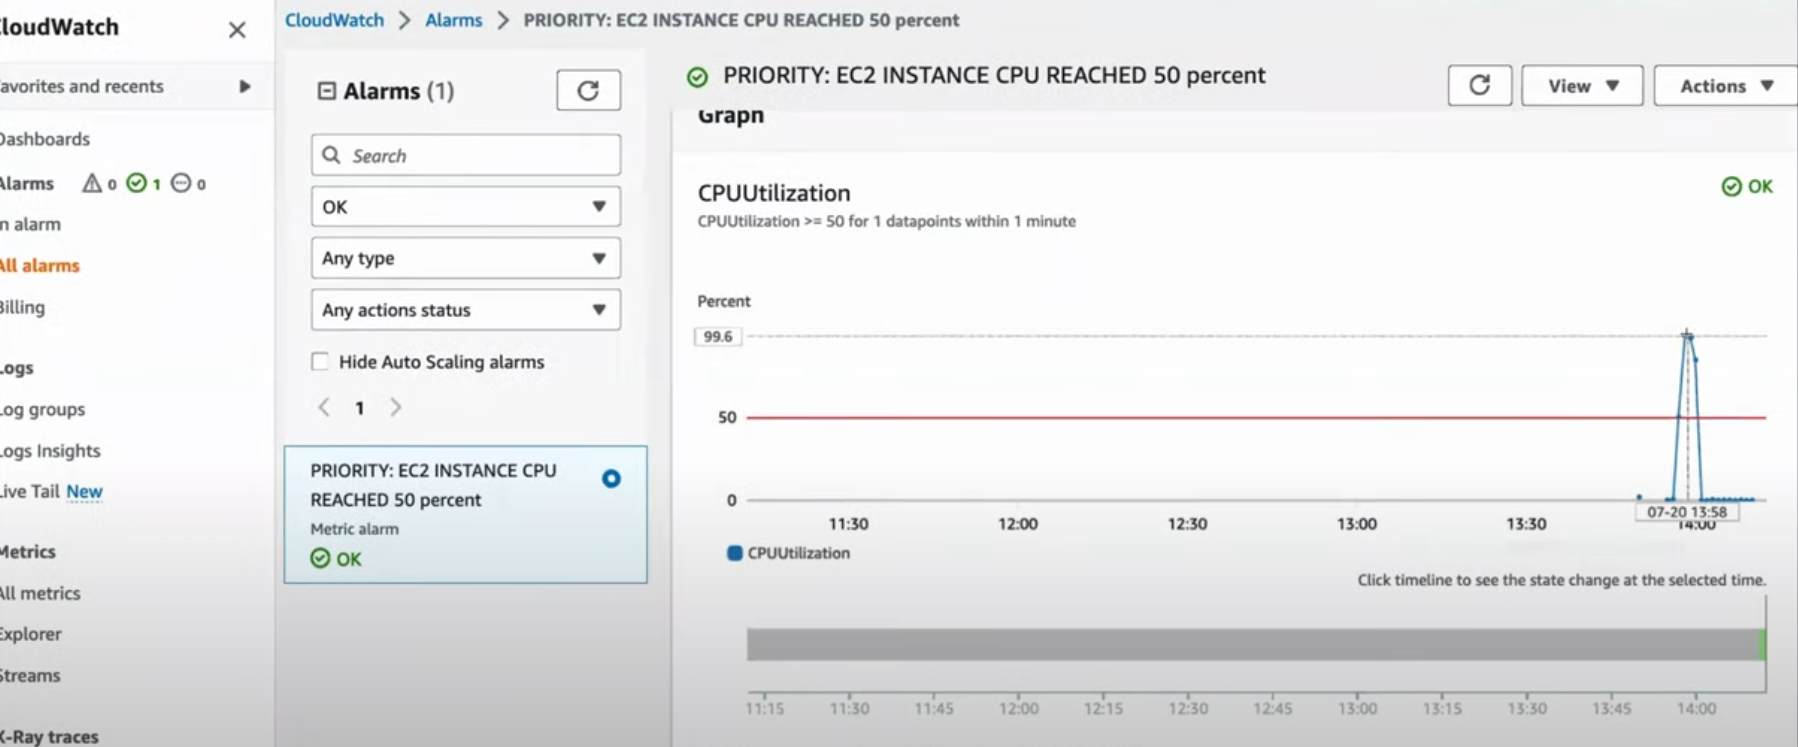 CloudWatch
CloudWatch > Alarms > PRIORITY: EC2 INSTANCE CPU REACHED 50 percent
avorites and recents
Dashboards
Alarms 0 1 0
n alarm
All alarms
Billing
Logs
Log groups
Logs Insights
Live Tail New
Metrics
All metrics
Explorer
Streams
X-Ray traces
Alarms (1)
Search
OK
Any type
Any actions status
Hide Auto Scaling alarms
1
PRIORITY: EC2 INSTANCE CPU
REACHED 50 percent
Metric alarm
OK
PRIORITY: EC2 INSTANCE CPU REACHED 50 percent
View
Actions
Graph
CPUUtilization
OK
CPUUtilization >= 50 for 1 datapoints within 1 minute
Percent
99.6
50
0
07-20 13:58
11:30 12:00 12:30 13:00 13:30 14:00
CPUUtilization
Click timeline to see the state change at the selected time.
11:15 11:30 11:45 12:00 12:15 12:30 12:45 13:00 13:15 13:30 13:45 14:00